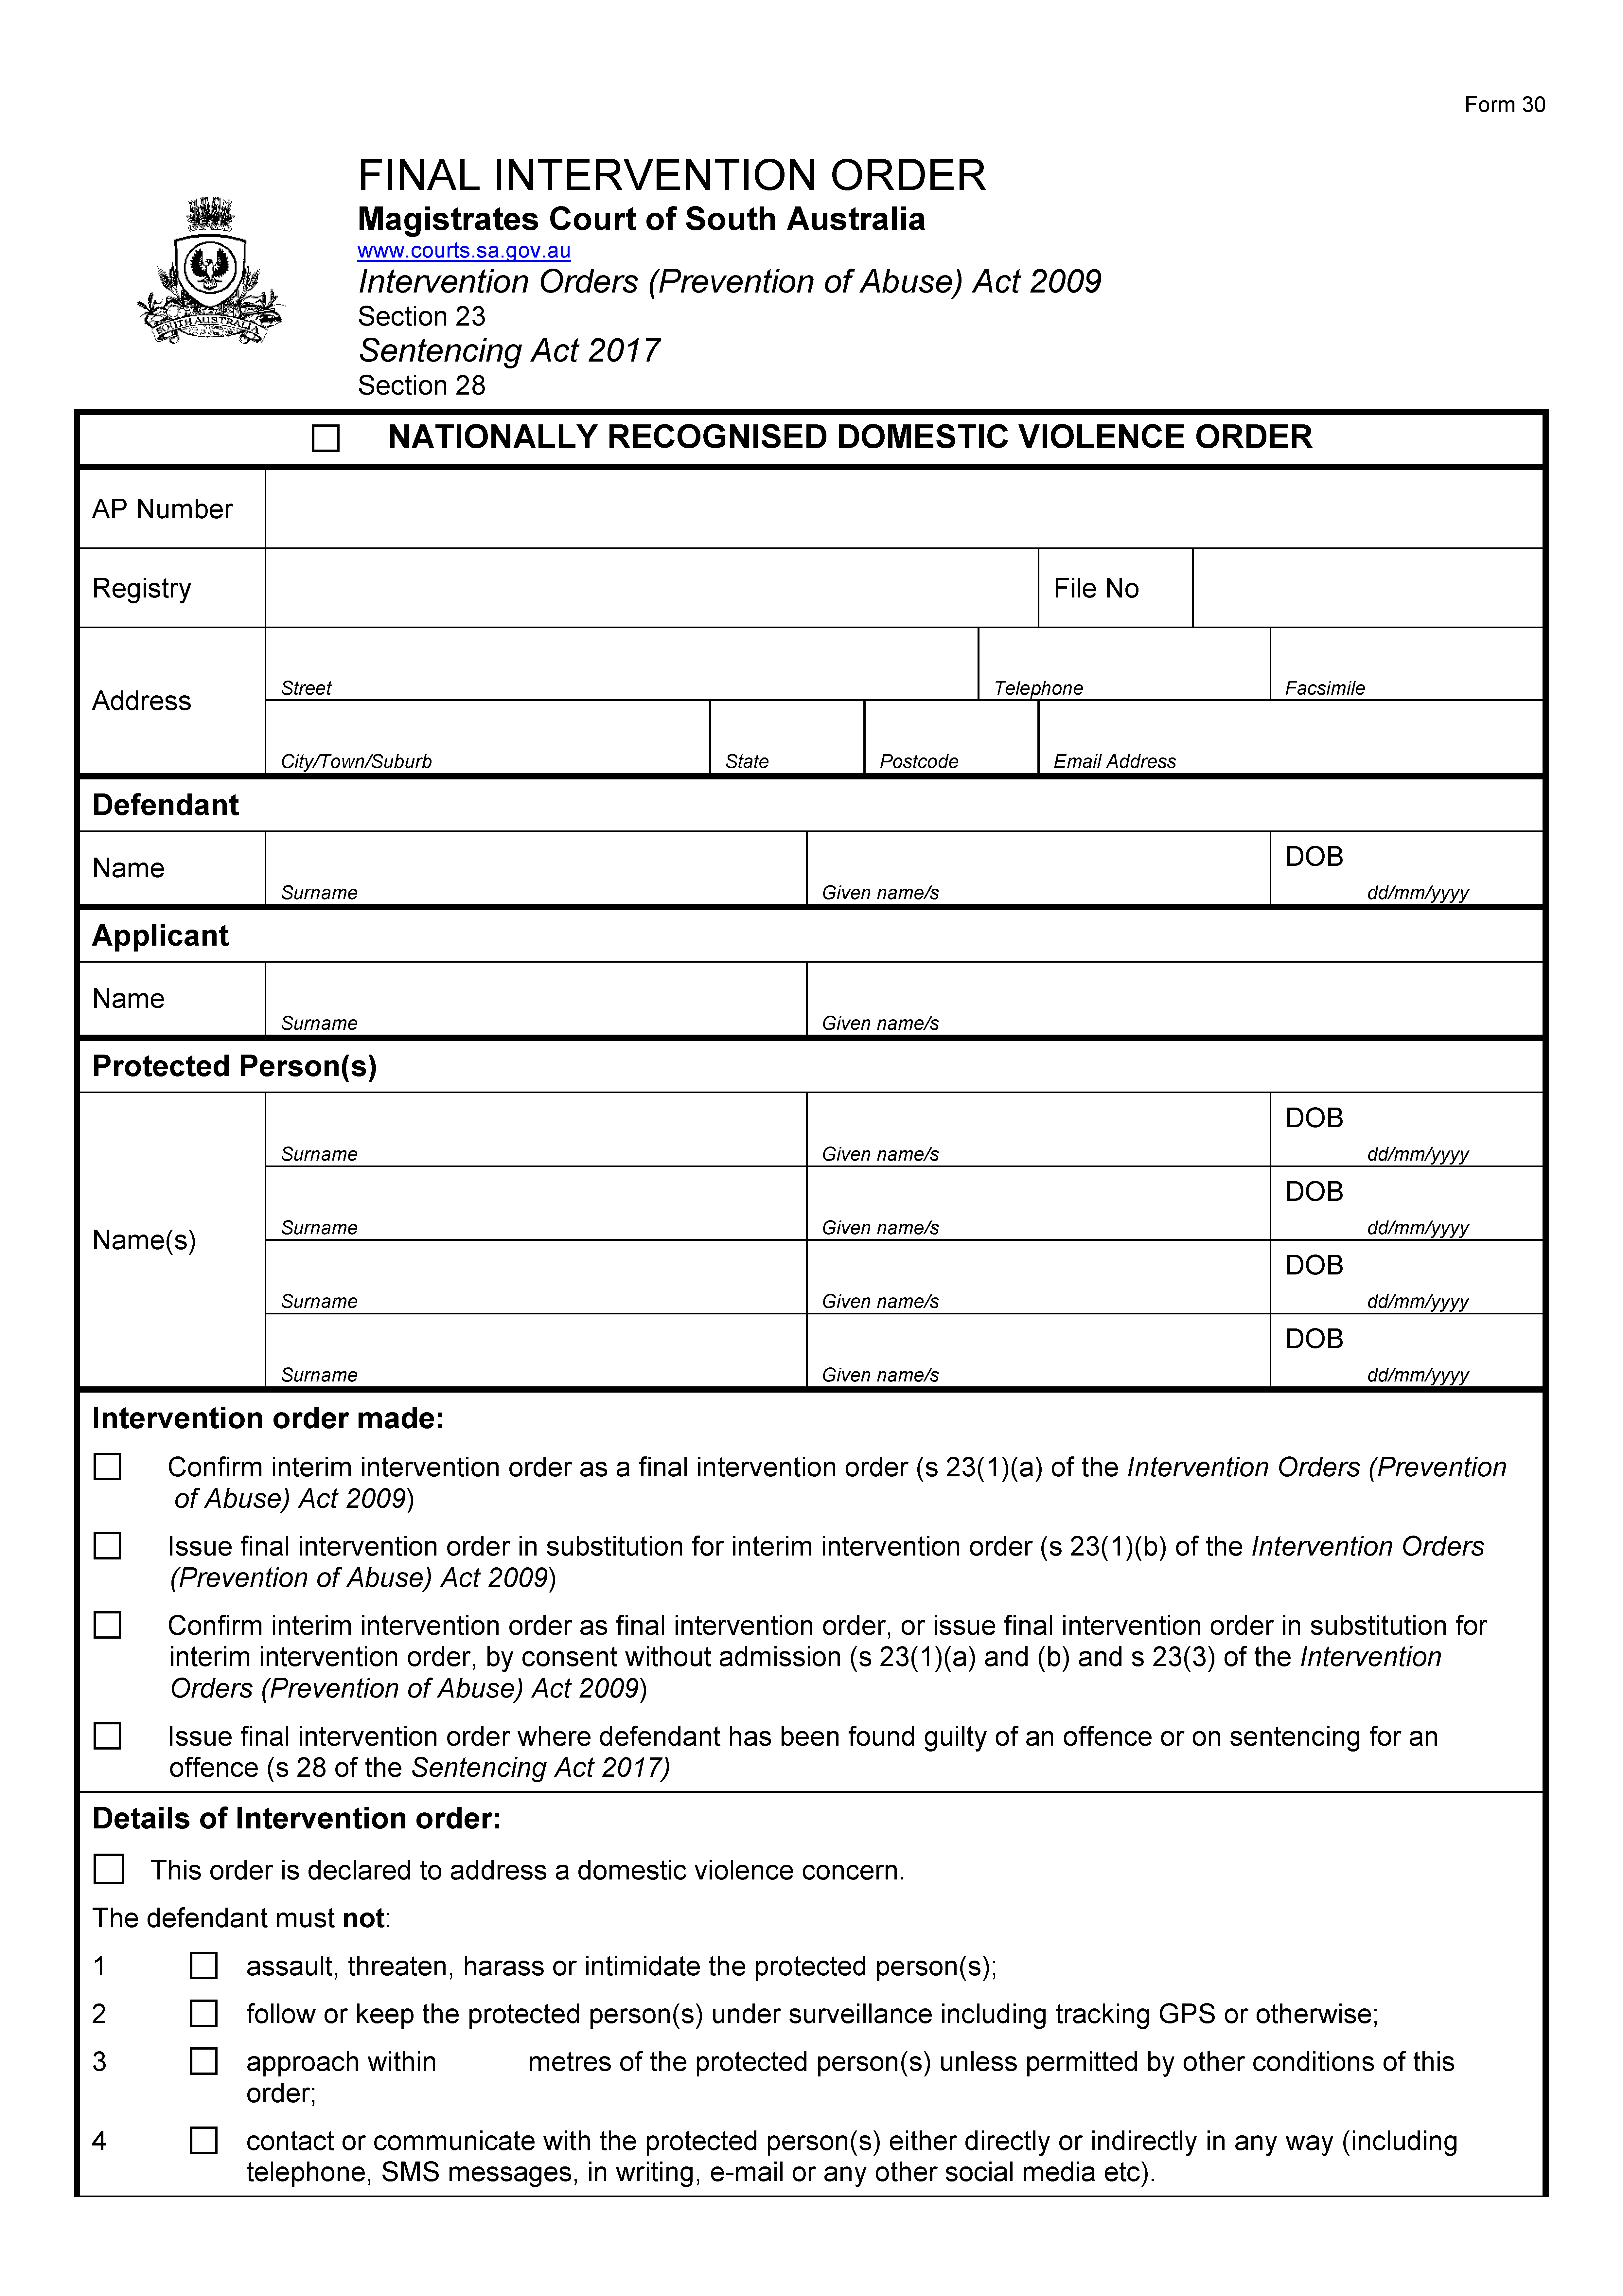 Form 30
FINAL INTERVENTION ORDER
Magistrates Court of South Australia
www.courts.sa.gov.au
Intervention Orders (Prevention of Abuse) Act 2009
Section 23
Sentencing Act 2017
Section 28
SOUTH AUSTRALIA
☐ NATIONALLY RECOGNISED DOMESTIC VIOLENCE ORDER
AP Number
Registry File No
Address
Street Telephone Facsimile
City/Town/Suburb State Postcode Email Address
Defendant
Name
DOB
Surname Given name/s dd/mm/yyyy
Applicant
Name
Surname Given name/s
Protected Person(s)
Name(s)
DOB
Surname Given name/s dd/mm/yyyy
DOB
Surname Given name/s dd/mm/yyyy
DOB
Surname Given name/s dd/mm/yyyy
DOB
Surname Given name/s dd/mm/yyyy
Intervention order made:
☐ Confirm interim intervention order as a final intervention order (s 23(1)(a) of the Intervention Orders (Prevention
of Abuse) Act 2009)
☐ Issue final intervention order in substitution for interim intervention order (s 23(1)(b) of the Intervention Orders
(Prevention of Abuse) Act 2009)
☐ Confirm interim intervention order as final intervention order, or issue final intervention order in substitution for
interim intervention order, by consent without admission (s 23(1)(a) and (b) and s 23(3) of the Intervention
Orders (Prevention of Abuse) Act 2009)
☐ Issue final intervention order where defendant has been found guilty of an offence or on sentencing for an
offence (s 28 of the Sentencing Act 2017)
Details of Intervention order:
☐ This order is declared to address a domestic violence concern.
The defendant must not:
1 ☐ assault, threaten, harass or intimidate the protected person(s);
2 ☐ follow or keep the protected person(s) under surveillance including tracking GPS or otherwise;
3 ☐ approach within metres of the protected person(s) unless permitted by other conditions of this
order;
4 ☐ contact or communicate with the protected person(s) either directly or indirectly in any way (including
telephone, SMS messages, in writing, e-mail or any other social media etc).